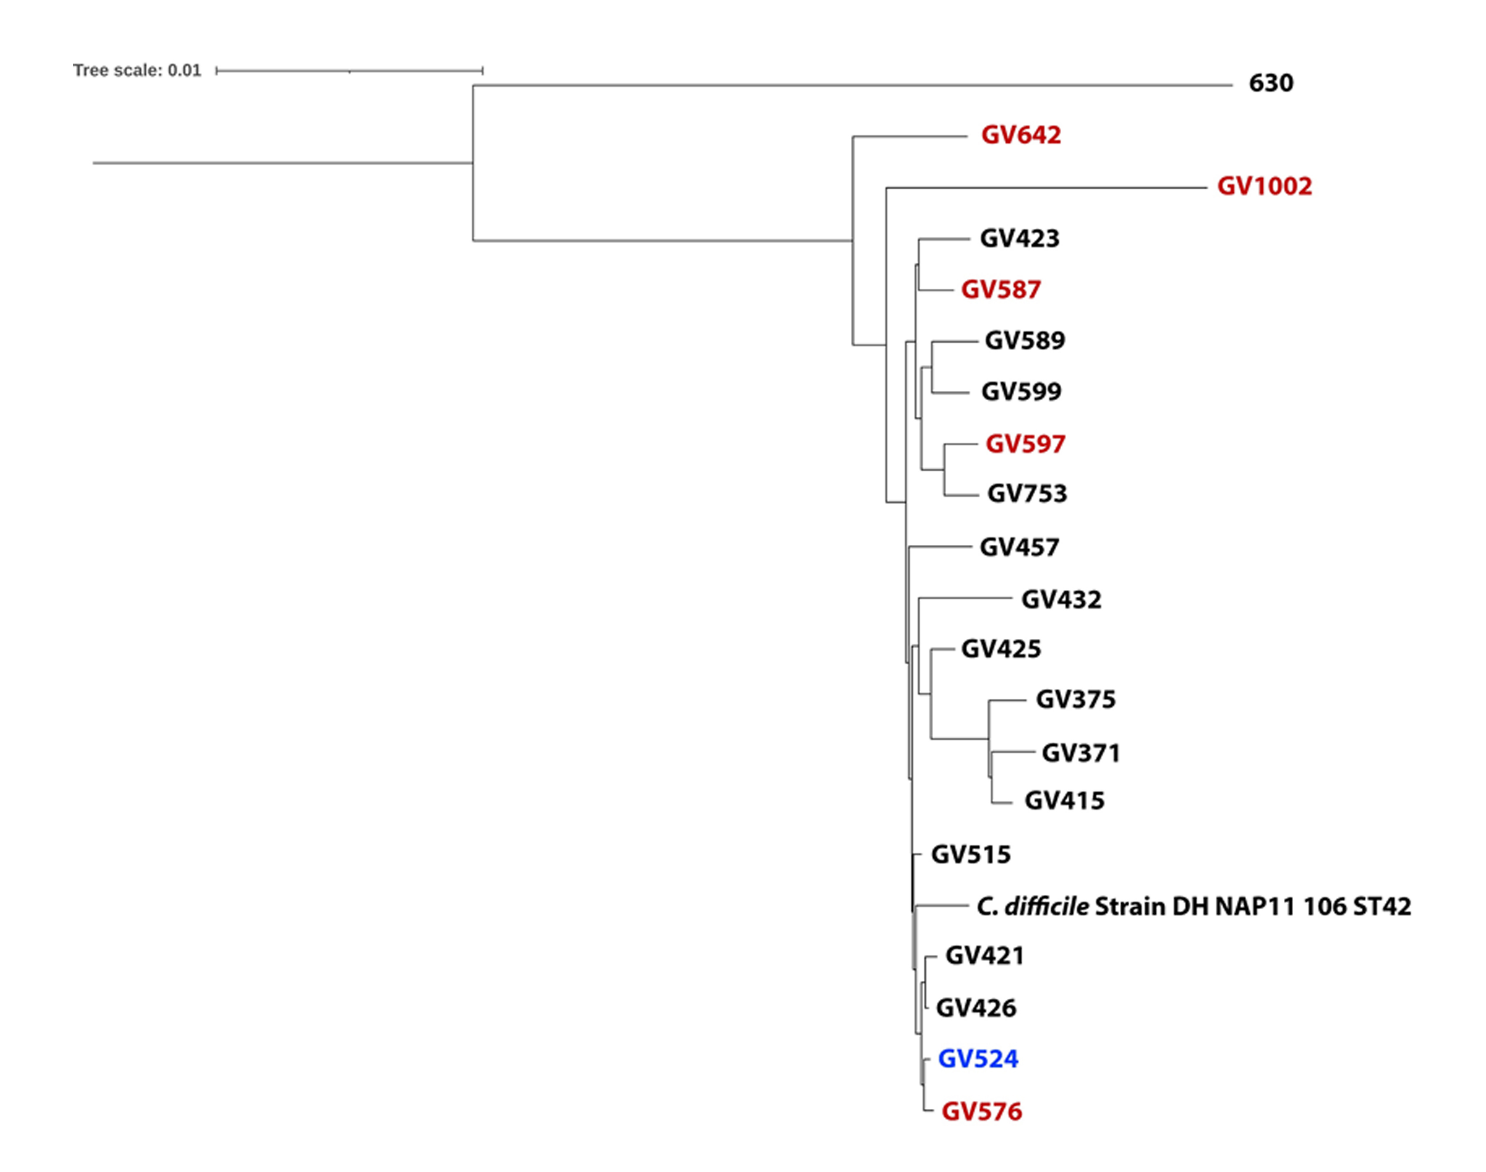 Tree scale: 0.01
630
GV642
GV1002
GV423
GV587
GV589
GV599
GV597
GV753
GV457
GV432
GV425
GV375
GV371
GV415
GV515
C. difficile Strain DH NAP11 106 ST42
GV421
GV426
GV524
GV576